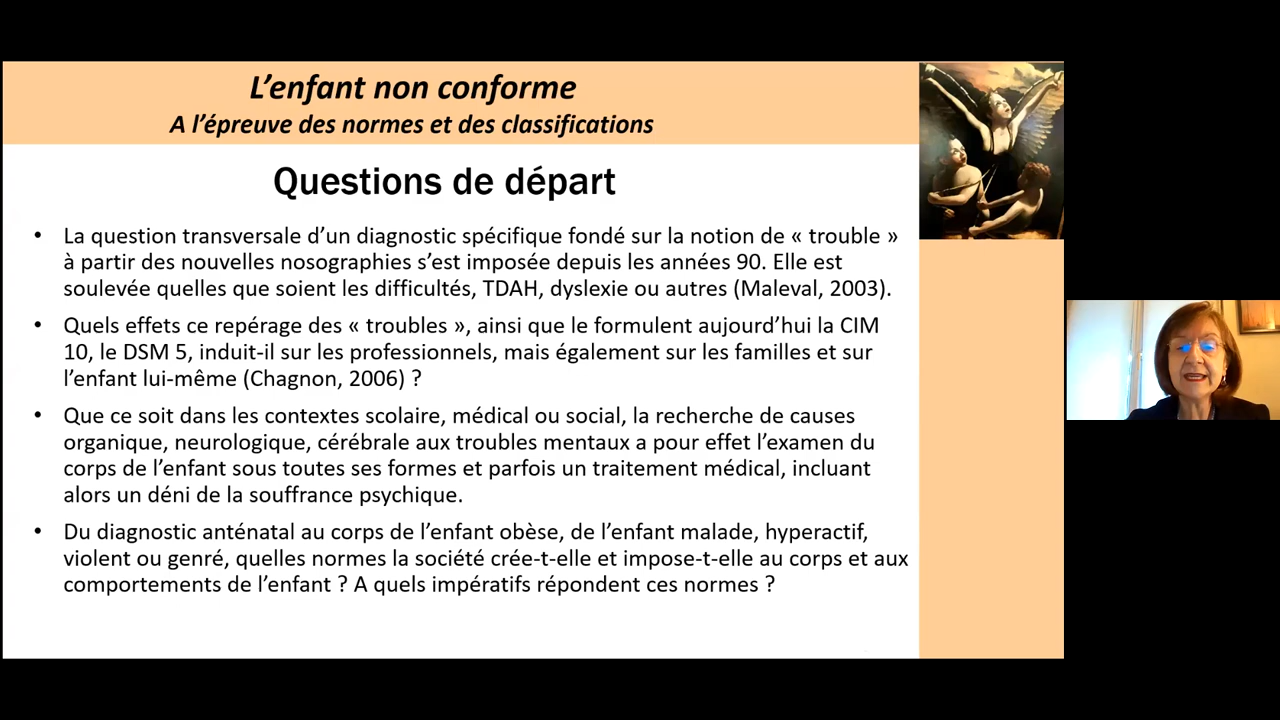 L'enfant non conforme
A l'épreuve des normes et des classifications
Questions de départ
• La question transversale d'un diagnostic spécifique fondé sur la notion de « trouble »
à partir des nouvelles nosographies s'est imposée depuis les années 90. Elle est
soulevée quelles que soient les difficultés, TDAH, dyslexie ou autres (Maleval, 2003).
• Quels effets ce repérage des « troubles », ainsi que le formulent aujourd'hui la CIM
10, le DSM 5, induit-il sur les professionnels, mais également sur les familles et sur
l'enfant lui-même (Chagnon, 2006) ?
• Que ce soit dans les contextes scolaire, médical ou social, la recherche de causes
organique, neurologique, cérébrale aux troubles mentaux a pour effet l'examen du
corps de l'enfant sous toutes ses formes et parfois un traitement médical, incluant
alors un déni de la souffrance psychique.
• Du diagnostic anténatal au corps de l'enfant obèse, de l'enfant malade, hyperactif,
violent ou genré, quelles normes la société crée-t-elle et impose-t-elle au corps et aux
comportements de l'enfant ? A quels impératifs répondent ces normes ?